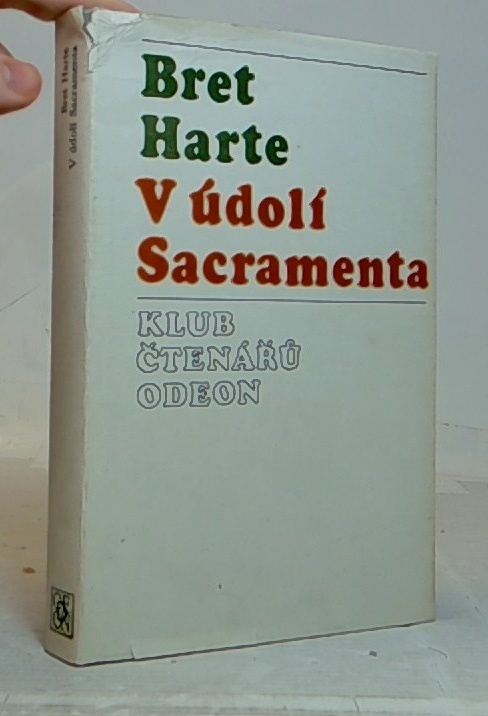 Bret
Harte
V údolí
Sacramenta
KLUB
ČTENÁŘŮ
ODEON
Bret Harte
V údolí Sacramenta